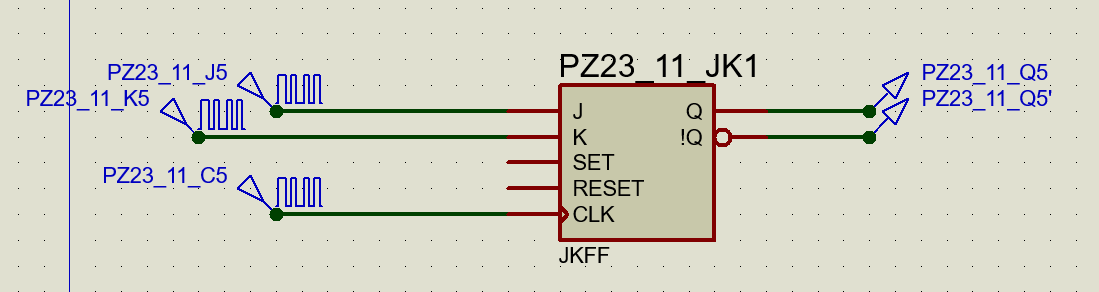 PZ23_11_JK1
PZ23_11_J5
PZ23_11_K5
PZ23_11_C5
J
K
SET
RESET
CLK
Q
!Q
PZ23_11_Q5
PZ23_11_Q5'
JKFF